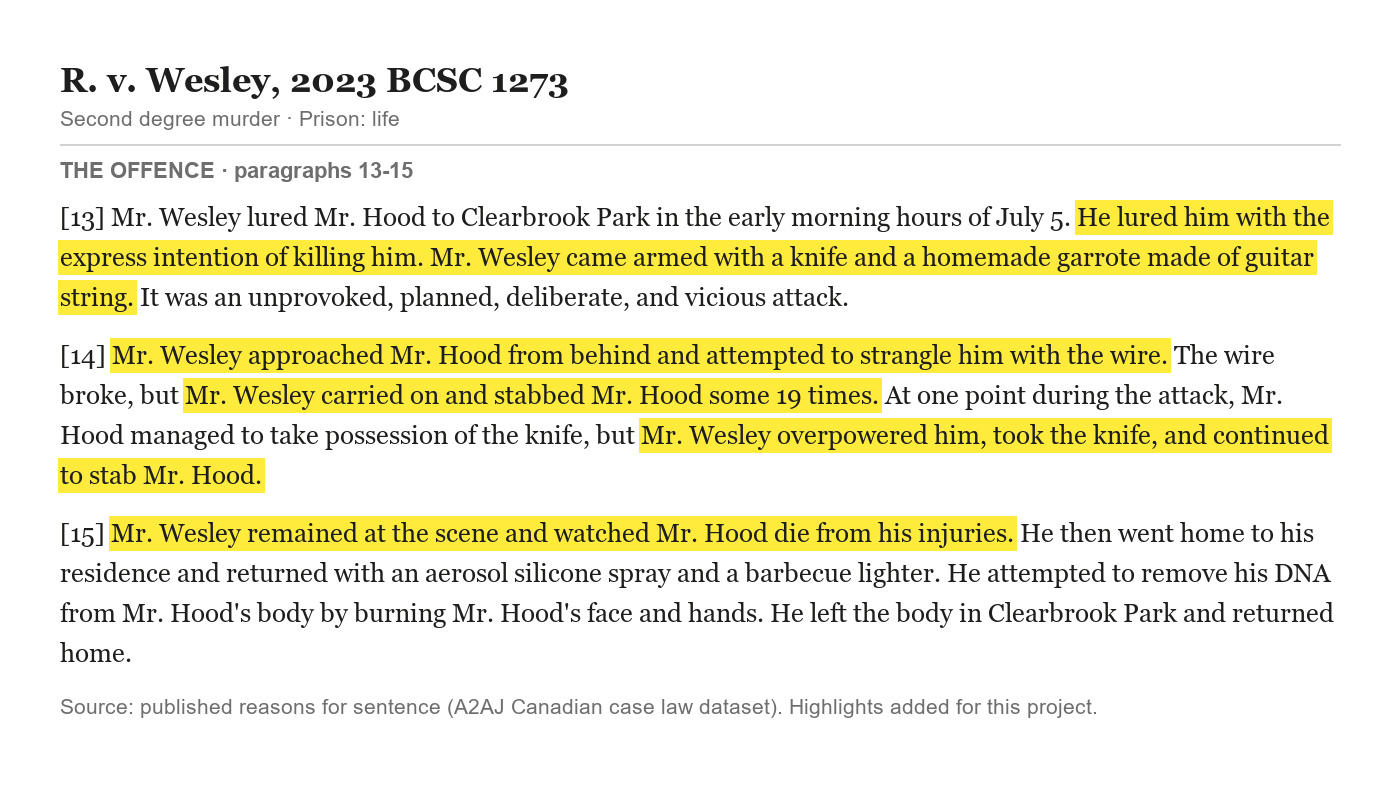 R. v. Wesley, 2023 BCSC 1273
Second degree murder · Prison: life
THE OFFENCE · paragraphs 13-15
[13] Mr. Wesley lured Mr. Hood to Clearbrook Park in the early morning hours of July 5. He lured him with the
express intention of killing him. Mr. Wesley came armed with a knife and a homemade garrote made of guitar
string. It was an unprovoked, planned, deliberate, and vicious attack.
[14] Mr. Wesley approached Mr. Hood from behind and attempted to strangle him with the wire. The wire
broke, but Mr. Wesley carried on and stabbed Mr. Hood some 19 times. At one point during the attack, Mr.
Hood managed to take possession of the knife, but Mr. Wesley overpowered him, took the knife, and continued
to stab Mr. Hood.
[15] Mr. Wesley remained at the scene and watched Mr. Hood die from his injuries. He then went home to his
residence and returned with an aerosol silicone spray and a barbecue lighter. He attempted to remove his DNA
from Mr. Hood's body by burning Mr. Hood's face and hands. He left the body in Clearbrook Park and returned
home.
Source: published reasons for sentence (A2AJ Canadian case law dataset). Highlights added for this project.